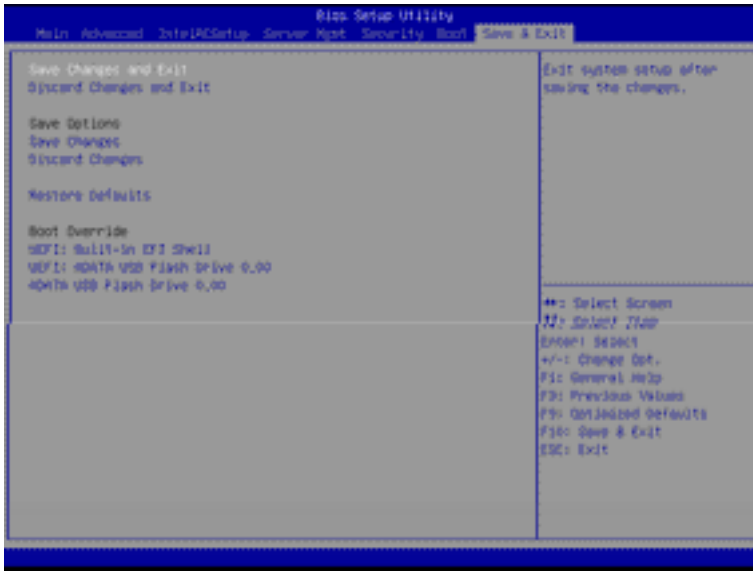 Bios Setup Utility
Main Advanced IntelRCSetup Server Mgmt Security Boot Save & Exit
Save Changes and Exit
Discard Changes and Exit
Save Options
Save Changes
Discard Changes
Restore Defaults
Boot Override
UEFI: Built-in EFI Shell
UEFI: ADATA USB Flash Drive 0.00
ADATA USB Flash Drive 0.00
Exit system setup after
saving the changes.
: Select Screen
: Select Item
Enter: Select
+/-: Change Opt.
F1: General Help
F3: Previous Values
F9: Optimized Defaults
F10: Save & Exit
ESC: Exit